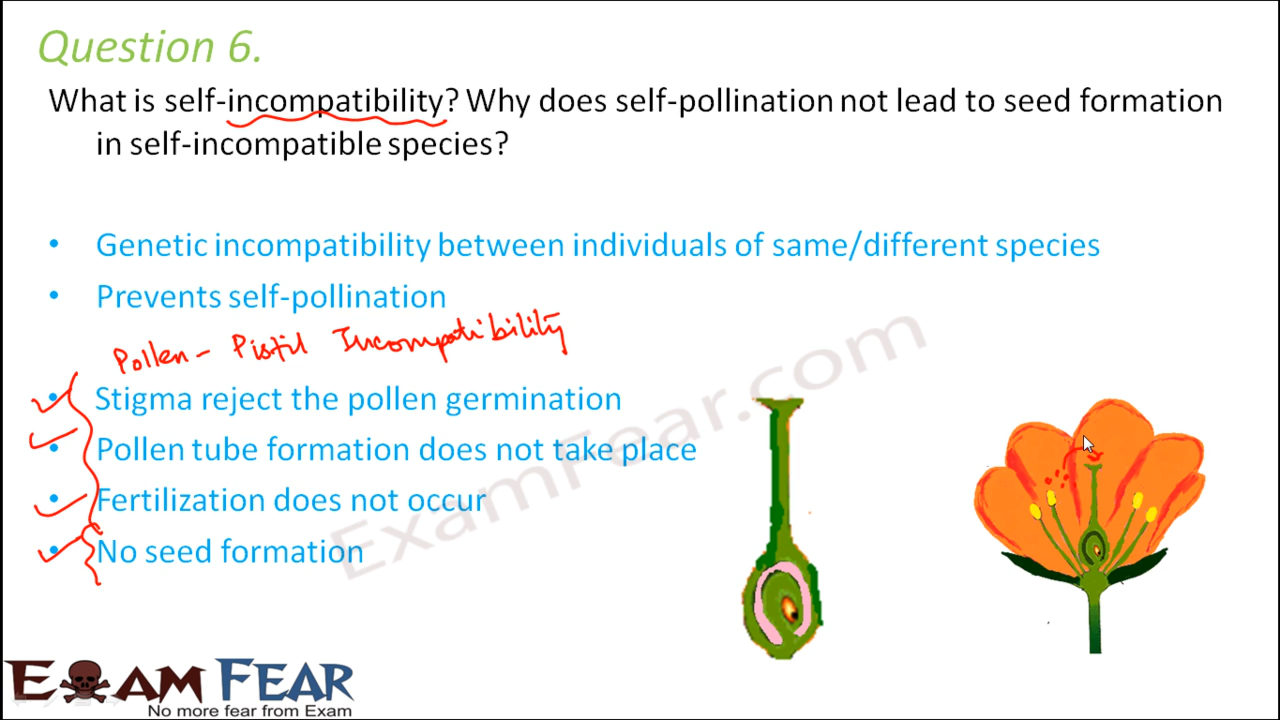 Question 6.
What is self-incompatibility? Why does self-pollination not lead to seed formation
in self-incompatible species?
• Genetic incompatibility between individuals of same/different species
• Prevents self-pollination
Pollen - Pistil Incompatibility
• Stigma reject the pollen germination
• Pollen tube formation does not take place
• Fertilization does not occur
• No seed formation
ExamFear.com
EXAM FEAR
No more fear from Exam